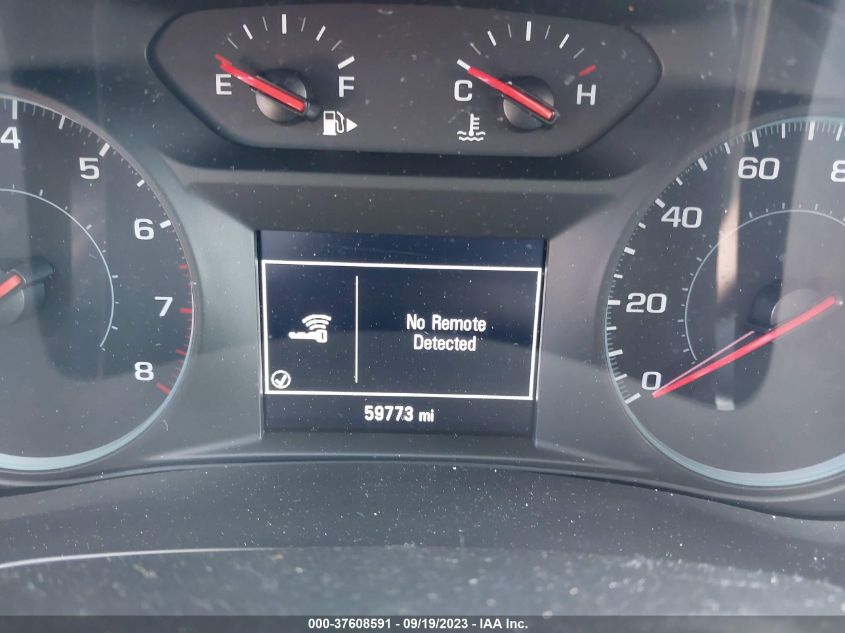 E F C H
4 5 6 7 8
0 20 40 60 8
No Remote
Detected
59773 mi
000-37608591 - 09/19/2023 - IAA Inc.